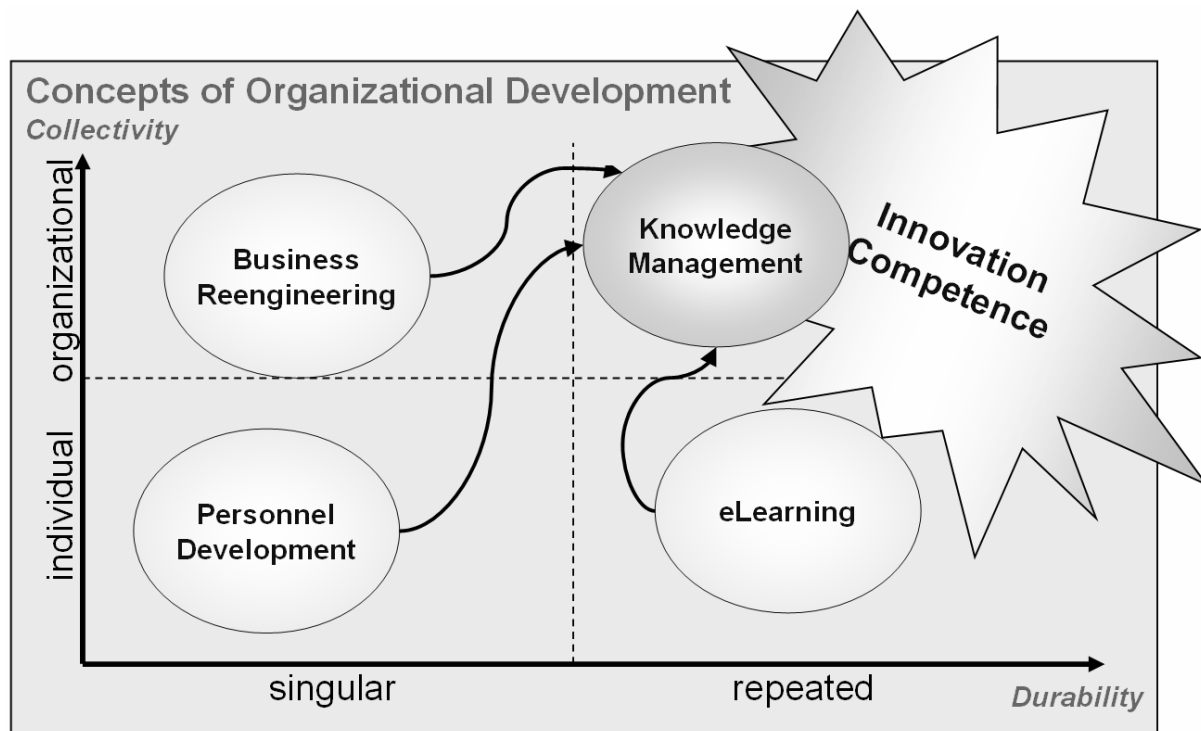 Concepts of Organizational Development
Collectivity
organizational
Business
Reengineering
Knowledge
Management
Innovation
Competence
individual
Personnel
Development
eLearning
singular
repeated
Durability